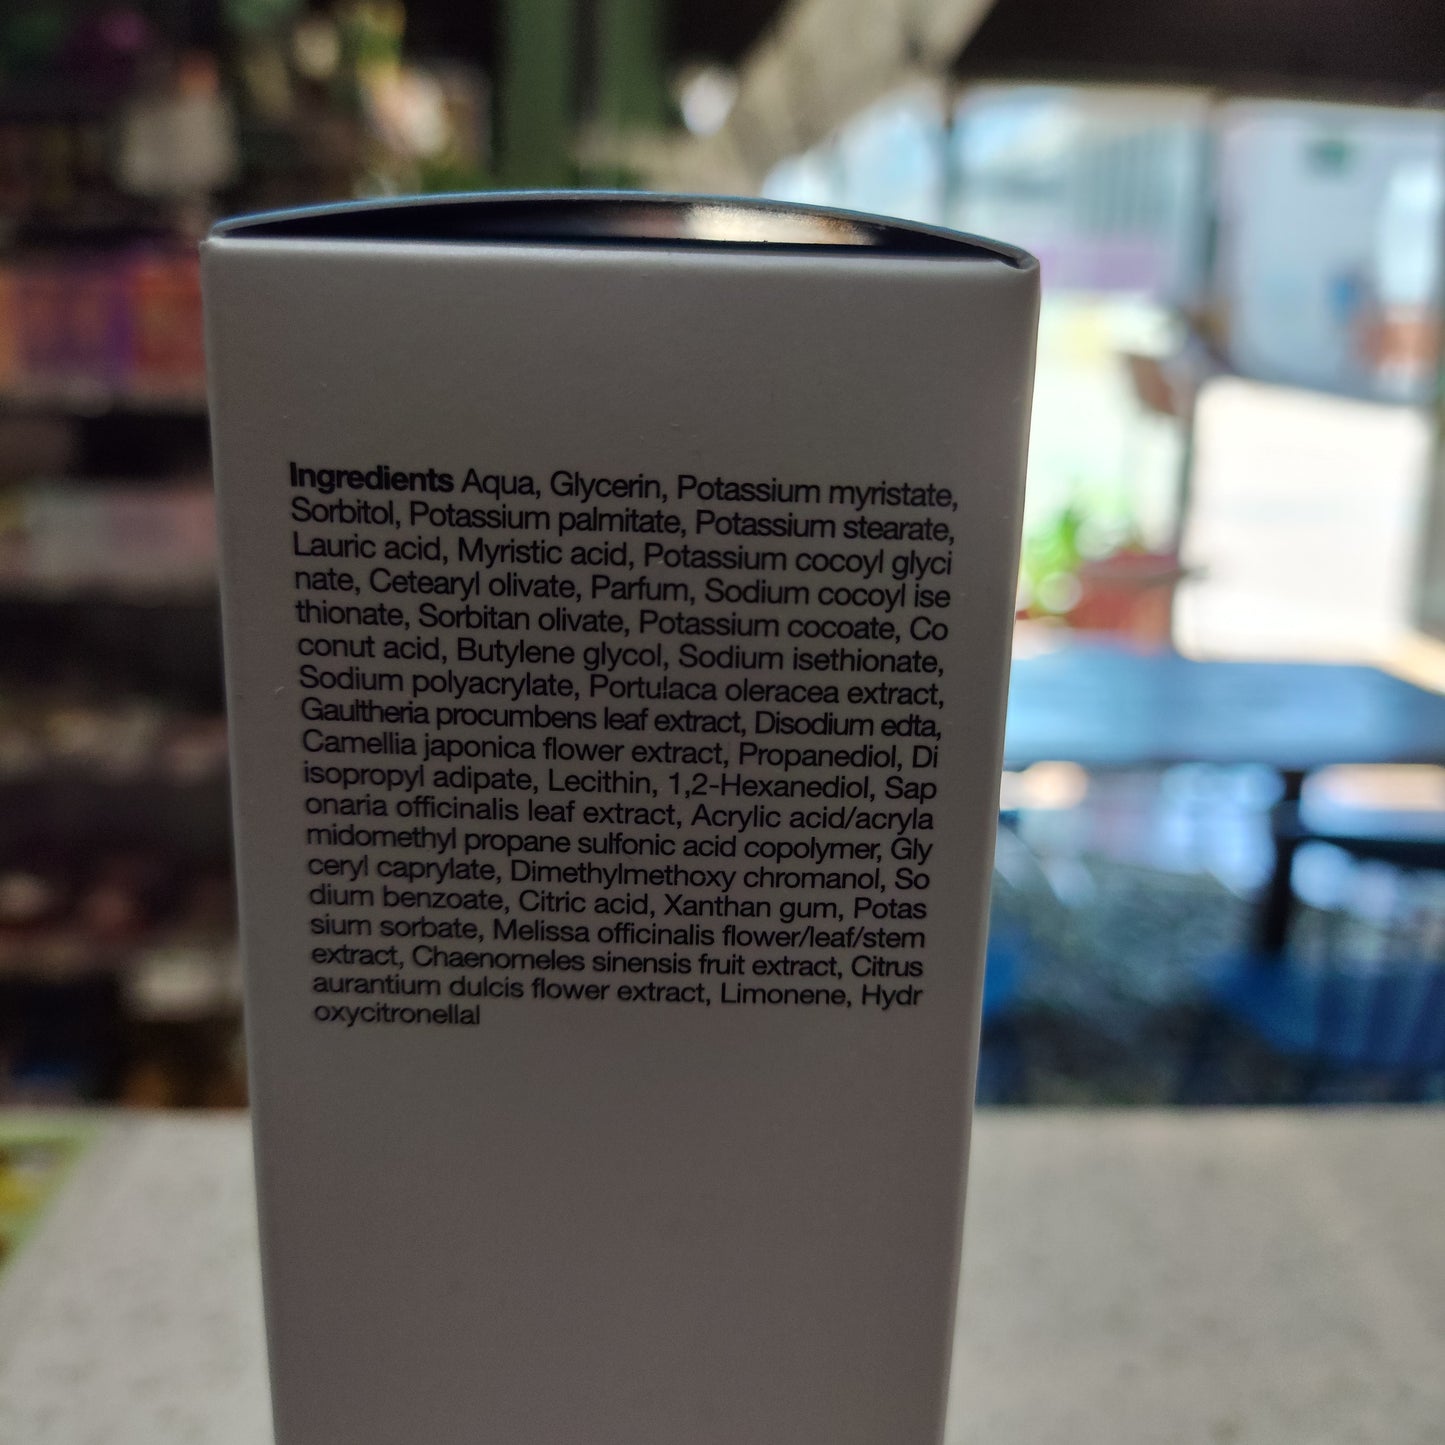 Ingredients Aqua, Glycerin, Potassium myristate,
Sorbitol, Potassium palmitate, Potassium stearate,
Lauric acid, Myristic acid, Potassium cocoyl glyci
nate, Cetearyl olivate, Parfum, Sodium cocoyl ise
thionate, Sorbitan olivate, Potassium cocoate, Co
conut acid, Butylene glycol, Sodium isethionate,
Sodium polyacrylate, Portulaca oleracea extract,
Gaultheria procumbens leaf extract, Disodium edta,
Camellia japonica flower extract, Propanediol, Di
isopropyl adipate, Lecithin, 1,2-Hexanediol, Sap
onaria officinalis leaf extract, Acrylic acid/acryla
midomethyl propane sulfonic acid copolymer, Gly
ceryl caprylate, Dimethylmethoxy chromanol, So
dium benzoate, Citric acid, Xanthan gum, Potas
sium sorbate, Melissa officinalis flower/leaf/stem
extract, Chaenomeles sinensis fruit extract, Citrus
aurantium dulcis flower extract, Limonene, Hydr
oxycitronellal